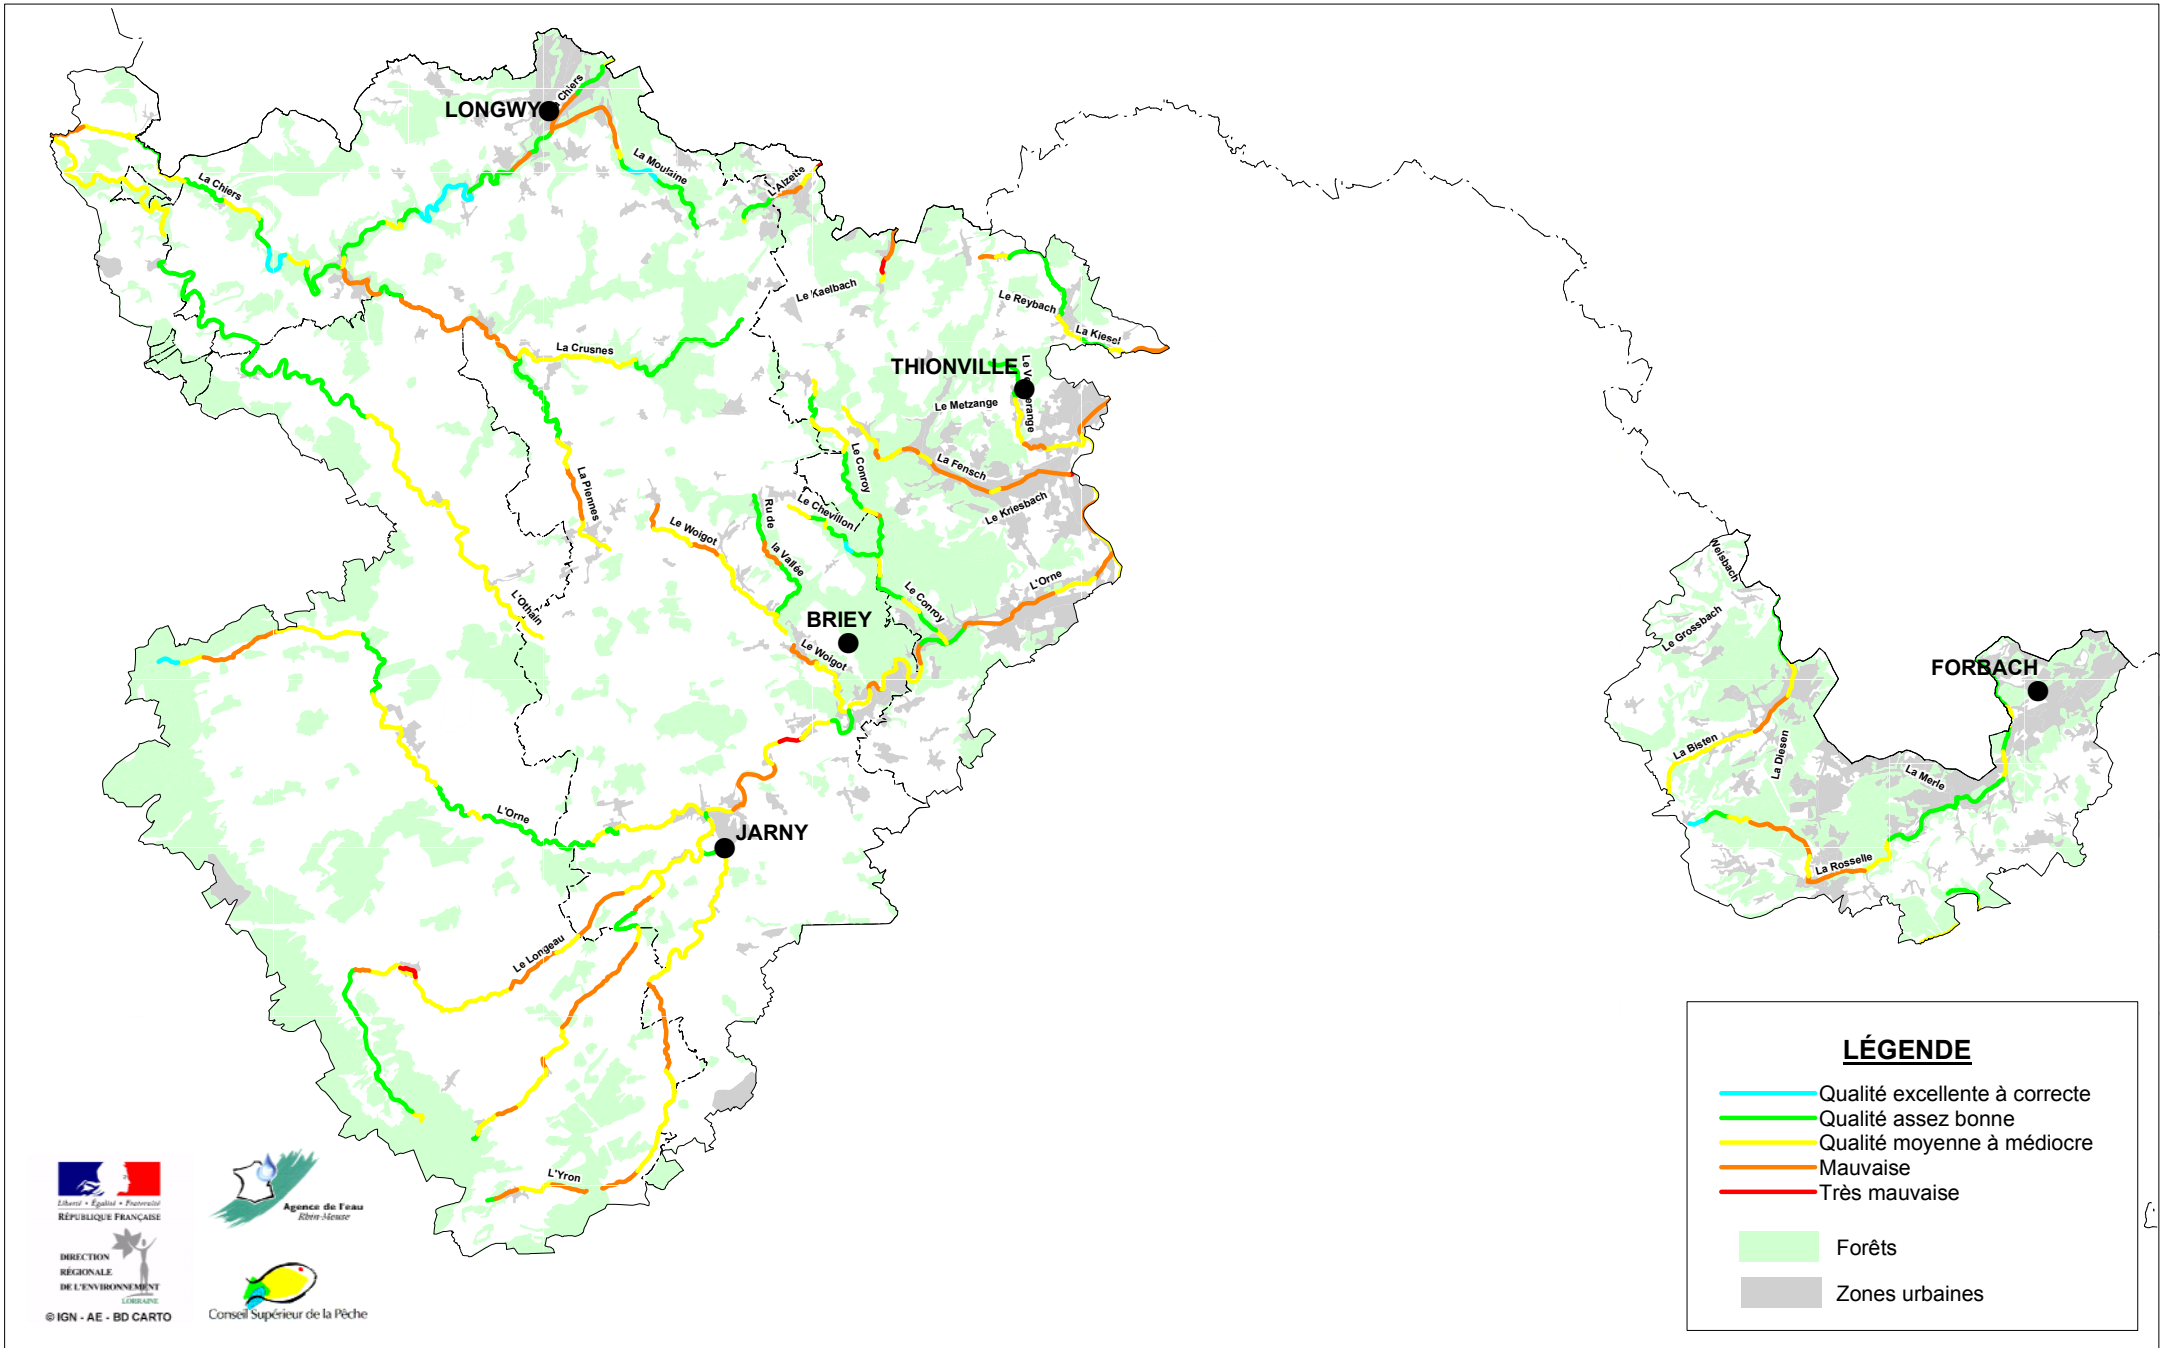 LONGWY
La Chiers
La Moulaine
L'Alzette
La Chiers
Le Kaelbach
Le Reybach
La Kiesel
La Crusnes
THIONVILLE
Le Metzange
La Fensch
Le Conroy
La Piennes
Le Kriesbach
Ru de
la Vallée
Le Chevillon
Le Woigot
L'Orne
Le Conroy
L'Othain
BRIEY
Le Woigot
Weisbach
Le Grossbach
FORBACH
La Bisten
La Diesen
La Merle
La Rosselle
L'Orne
JARNY
Le Longeau
L'Yron
LÉGENDE
Qualité excellente à correcte
Qualité assez bonne
Qualité moyenne à médiocre
Mauvaise
Très mauvaise
Forêts
Zones urbaines
Liberté • Égalité • Fraternité
RÉPUBLIQUE FRANÇAISE
Agence de l'eau
Rhin-Meuse
DIRECTION
RÉGIONALE
DE L'ENVIRONNEMENT
LORRAINE
© IGN - AE - BD CARTO
Conseil Supérieur de la Pêche